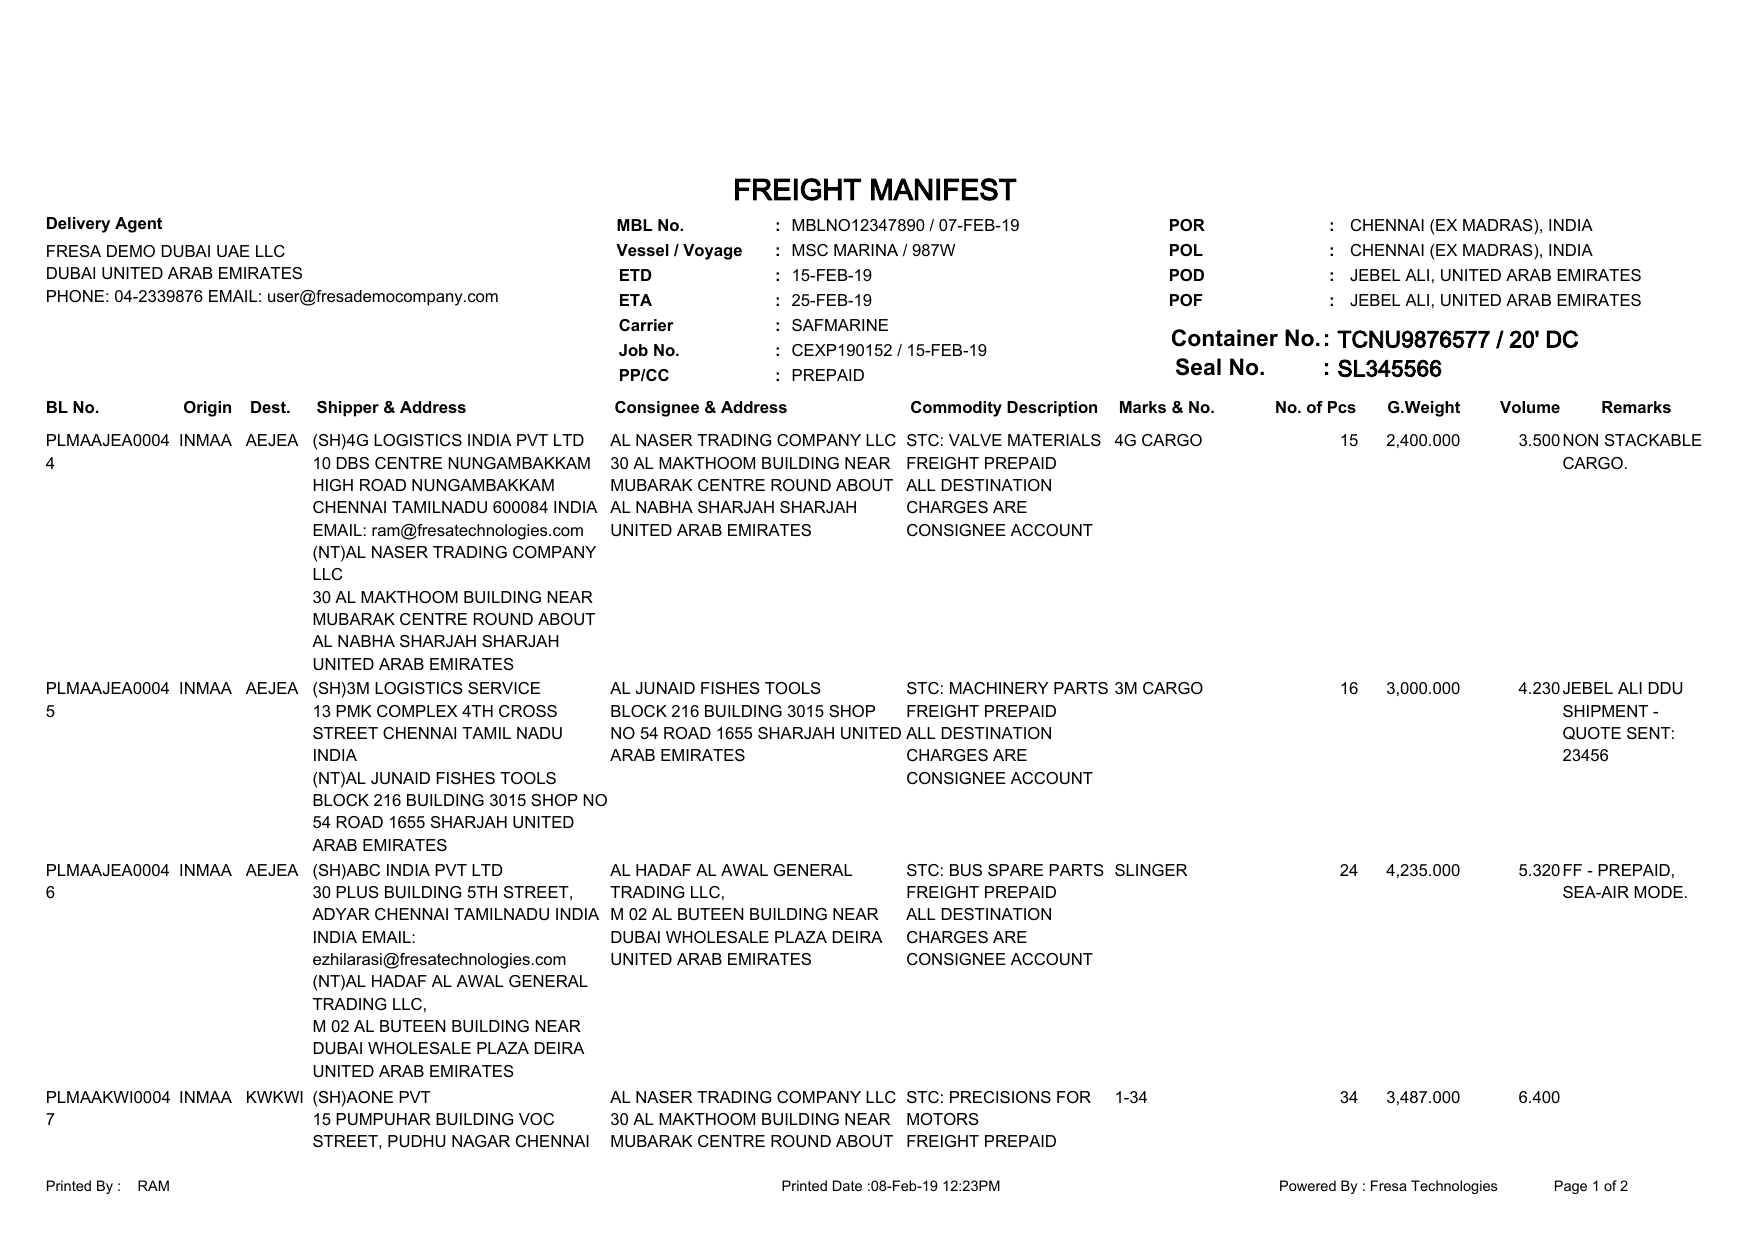 FREIGHT MANIFEST
Delivery Agent
FRESA DEMO DUBAI UAE LLC
DUBAI UNITED ARAB EMIRATES
PHONE: 04-2339876 EMAIL: user@fresademocompany.com
MBL No. : MBLNO12347890 / 07-FEB-19
Vessel / Voyage : MSC MARINA / 987W
ETD : 15-FEB-19
ETA : 25-FEB-19
Carrier : SAFMARINE
Job No. : CEXP190152 / 15-FEB-19
PP/CC : PREPAID
POR : CHENNAI (EX MADRAS), INDIA
POL : CHENNAI (EX MADRAS), INDIA
POD : JEBEL ALI, UNITED ARAB EMIRATES
POF : JEBEL ALI, UNITED ARAB EMIRATES
Container No. : TCNU9876577 / 20' DC
Seal No. : SL345566
BL No. Origin Dest. Shipper & Address Consignee & Address Commodity Description Marks & No. No. of Pcs G.Weight Volume Remarks
PLMAAJEA0004 INMAA AEJEA (SH)4G LOGISTICS INDIA PVT LTD AL NASER TRADING COMPANY LLC STC: VALVE MATERIALS 4G CARGO 15 2,400.000 3.500 NON STACKABLE
4 10 DBS CENTRE NUNGAMBAKKAM 30 AL MAKTHOOM BUILDING NEAR FREIGHT PREPAID CARGO.
HIGH ROAD NUNGAMBAKKAM MUBARAK CENTRE ROUND ABOUT ALL DESTINATION
CHENNAI TAMILNADU 600084 INDIA AL NABHA SHARJAH SHARJAH CHARGES ARE
EMAIL: ram@fresatechnologies.com UNITED ARAB EMIRATES CONSIGNEE ACCOUNT
(NT)AL NASER TRADING COMPANY
LLC
30 AL MAKTHOOM BUILDING NEAR
MUBARAK CENTRE ROUND ABOUT
AL NABHA SHARJAH SHARJAH
UNITED ARAB EMIRATES
PLMAAJEA0004 INMAA AEJEA (SH)3M LOGISTICS SERVICE AL JUNAID FISHES TOOLS STC: MACHINERY PARTS 3M CARGO 16 3,000.000 4.230 JEBEL ALI DDU
5 13 PMK COMPLEX 4TH CROSS BLOCK 216 BUILDING 3015 SHOP FREIGHT PREPAID SHIPMENT -
STREET CHENNAI TAMIL NADU NO 54 ROAD 1655 SHARJAH UNITED ALL DESTINATION QUOTE SENT:
INDIA ARAB EMIRATES CHARGES ARE 23456
(NT)AL JUNAID FISHES TOOLS CONSIGNEE ACCOUNT
BLOCK 216 BUILDING 3015 SHOP NO
54 ROAD 1655 SHARJAH UNITED
ARAB EMIRATES
PLMAAJEA0004 INMAA AEJEA (SH)ABC INDIA PVT LTD AL HADAF AL AWAL GENERAL STC: BUS SPARE PARTS SLINGER 24 4,235.000 5.320 FF - PREPAID,
6 30 PLUS BUILDING 5TH STREET, TRADING LLC, FREIGHT PREPAID SEA-AIR MODE.
ADYAR CHENNAI TAMILNADU INDIA M 02 AL BUTEEN BUILDING NEAR ALL DESTINATION
INDIA EMAIL: DUBAI WHOLESALE PLAZA DEIRA CHARGES ARE
ezhilarasi@fresatechnologies.com UNITED ARAB EMIRATES CONSIGNEE ACCOUNT
(NT)AL HADAF AL AWAL GENERAL
TRADING LLC,
M 02 AL BUTEEN BUILDING NEAR
DUBAI WHOLESALE PLAZA DEIRA
UNITED ARAB EMIRATES
PLMAAKWI0004 INMAA KWKWI (SH)AONE PVT AL NASER TRADING COMPANY LLC STC: PRECISIONS FOR 1-34 34 3,487.000 6.400
7 15 PUMPUHAR BUILDING VOC 30 AL MAKTHOOM BUILDING NEAR MOTORS
STREET, PUDHU NAGAR CHENNAI MUBARAK CENTRE ROUND ABOUT FREIGHT PREPAID
Printed By : RAM Printed Date :08-Feb-19 12:23PM Powered By : Fresa Technologies Page 1 of 2